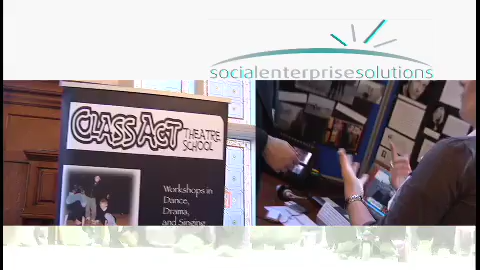 socialenterprisesolutions
CLASS ACT
THEATRE
SCHOOL
Workshops in
Dance,
Drama,
and Singing